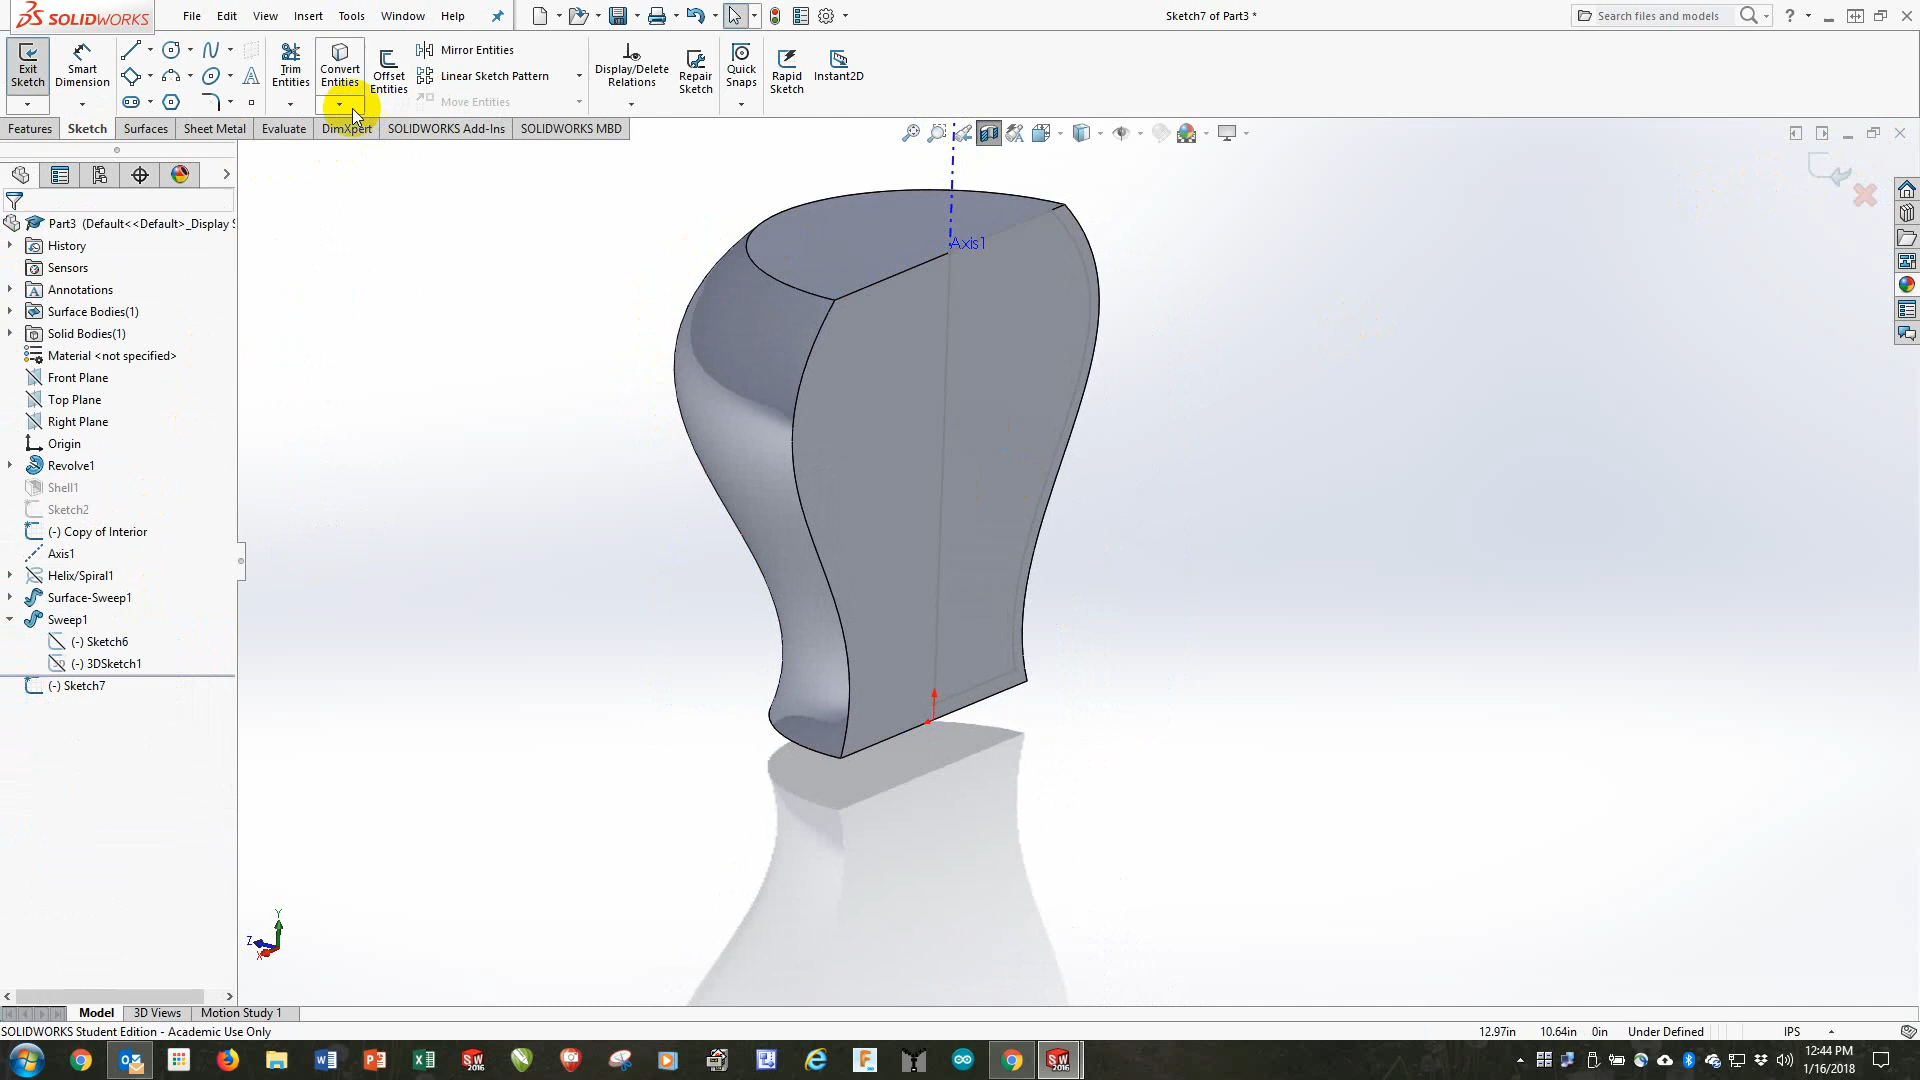 SOLIDWORKS
File Edit View Insert Tools Window Help
Sketch7 of Part3 *
Search files and models
Exit Sketch
Smart Dimension
Trim Entities
Convert Entities
Offset Entities
Mirror Entities
Linear Sketch Pattern
Move Entities
Display/Delete Relations
Repair Sketch
Quick Snaps
Rapid Sketch
Instant2D
Features Sketch Surfaces Sheet Metal Evaluate DimXpert SOLIDWORKS Add-Ins SOLIDWORKS MBD
Part3 (Default<<Default>_Display
History
Sensors
Annotations
Surface Bodies(1)
Solid Bodies(1)
Material <not specified>
Front Plane
Top Plane
Right Plane
Origin
Revolve1
Shell1
Sketch2
(-) Copy of Interior
Axis1
Helix/Spiral1
Surface-Sweep1
Sweep1
(-) Sketch6
(-) 3DSketch1
(-) Sketch7
Axis1
Y
Z
X
Model 3D Views Motion Study 1
SOLIDWORKS Student Edition - Academic Use Only
12.97in 10.64in 0in Under Defined IPS
12:44 PM
1/16/2018